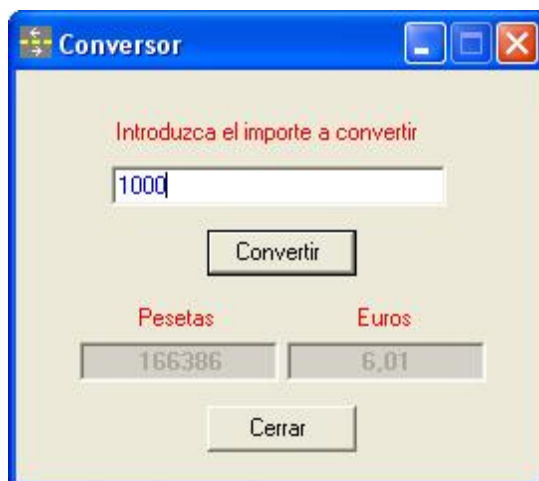 Conversor
Introduzca el importe a convertir
1000
Convertir
Pesetas Euros
166386 6,01
Cerrar